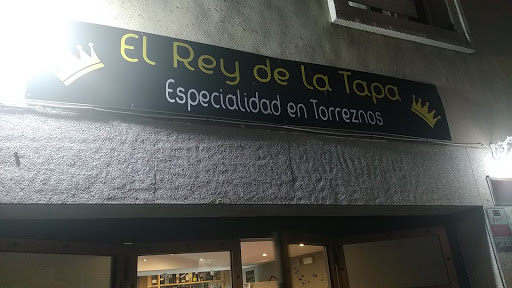 El Rey de la Tapa
Especialidad en Torreznos